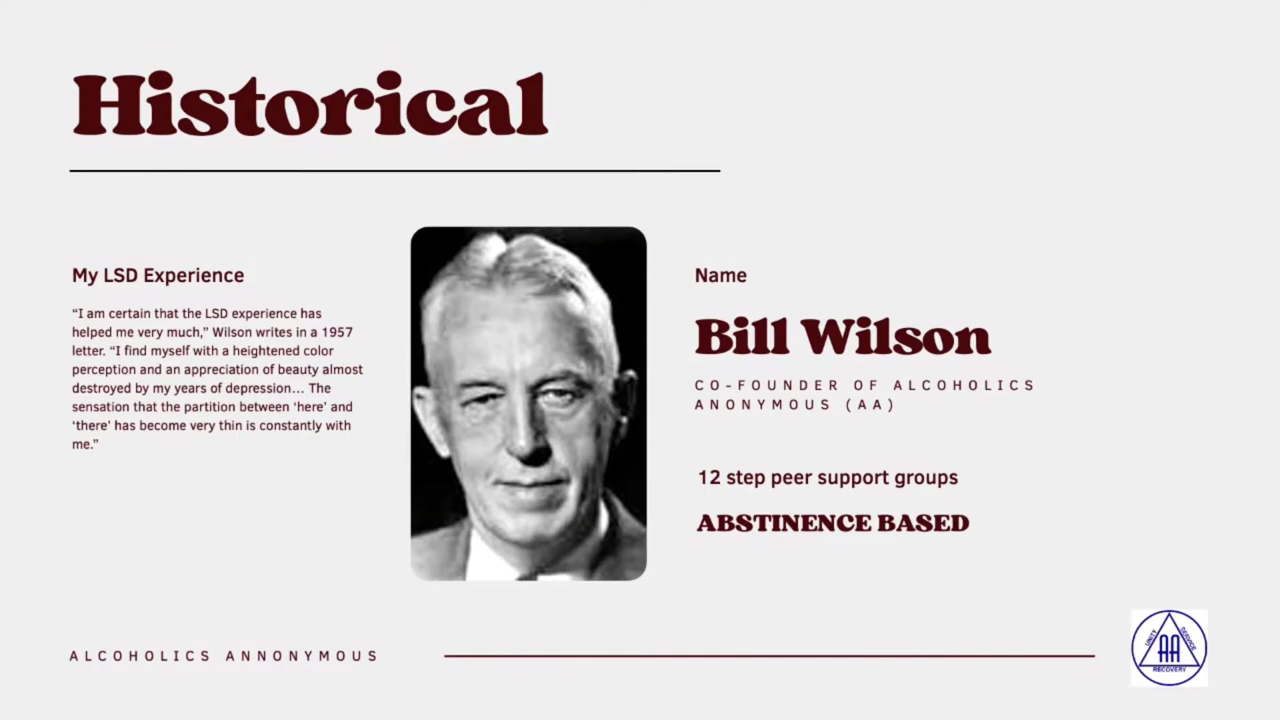 Historical
My LSD Experience
“I am certain that the LSD experience has
helped me very much,” Wilson writes in a 1957
letter. “I find myself with a heightened color
perception and an appreciation of beauty almost
destroyed by my years of depression... The
sensation that the partition between ‘here’ and
‘there’ has become very thin is constantly with
me.”
Name
Bill Wilson
CO-FOUNDER OF ALCOHOLICS
ANONYMOUS (AA)
12 step peer support groups
ABSTINENCE BASED
ALCOHOLICS ANNONYMOUS
UNITY
SERVICE
AA
RECOVERY